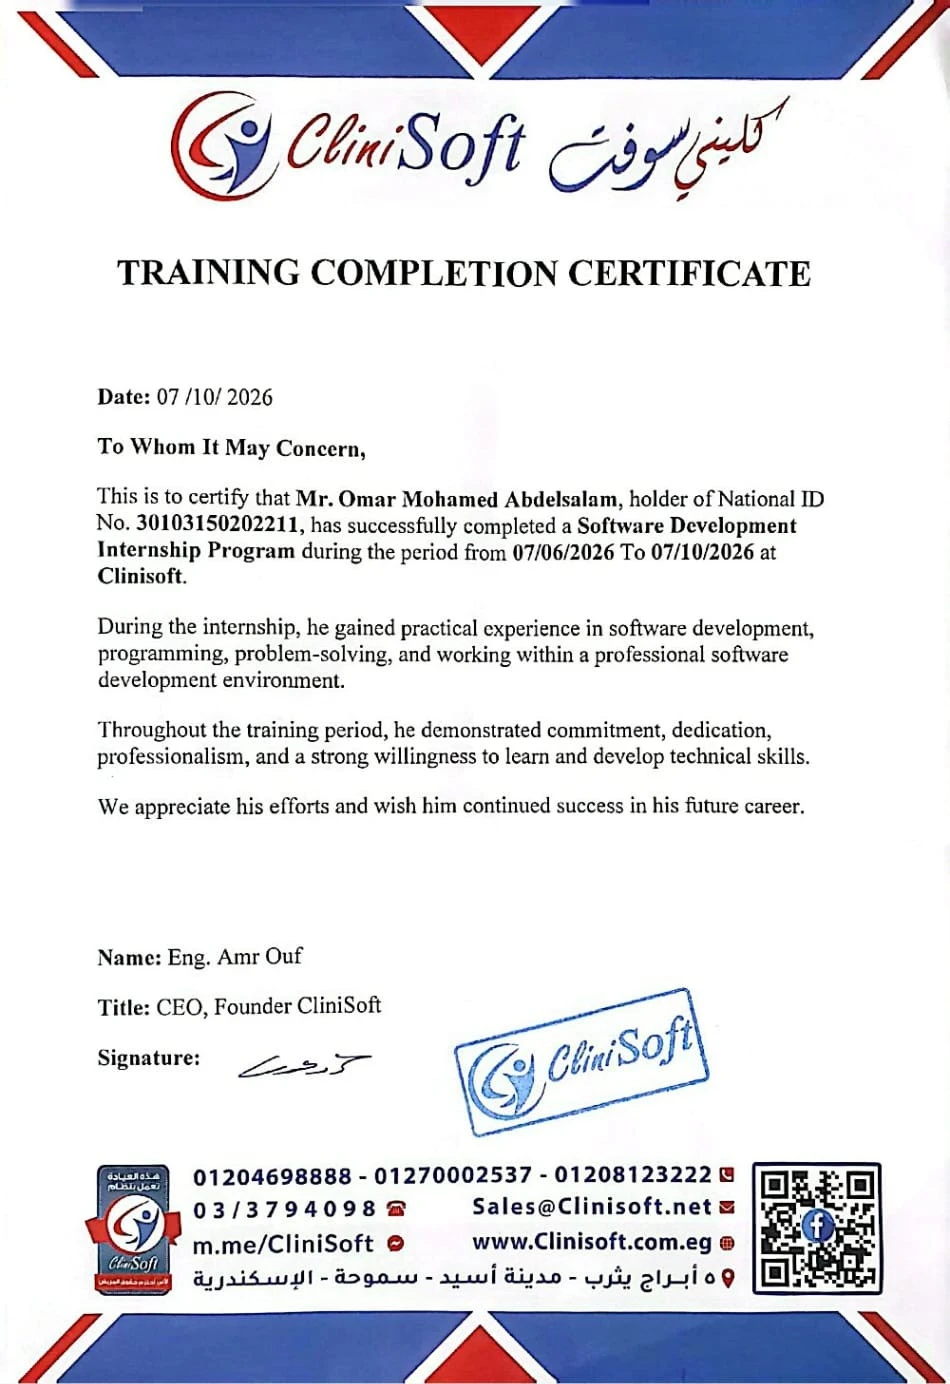 CliniSoft كليني سوفت
TRAINING COMPLETION CERTIFICATE
Date: 07 /10/ 2026
To Whom It May Concern,
This is to certify that Mr. Omar Mohamed Abdelsalam, holder of National ID
No. 30103150202211, has successfully completed a Software Development
Internship Program during the period from 07/06/2026 To 07/10/2026 at
Clinisoft.
During the internship, he gained practical experience in software development,
programming, problem-solving, and working within a professional software
development environment.
Throughout the training period, he demonstrated commitment, dedication,
professionalism, and a strong willingness to learn and develop technical skills.
We appreciate his efforts and wish him continued success in his future career.
Name: Eng. Amr Ouf
Title: CEO, Founder CliniSoft
Signature:
CliniSoft
هذه العيادة
تعمل بنظام
CliniSoft
01204698888 - 01270002537 - 01208123222
03/3794098
Sales@Clinisoft.net
m.me/CliniSoft
www.Clinisoft.com.eg
٥ أبراج يثرب - مدينة أسيد - سموحة - الإسكندرية